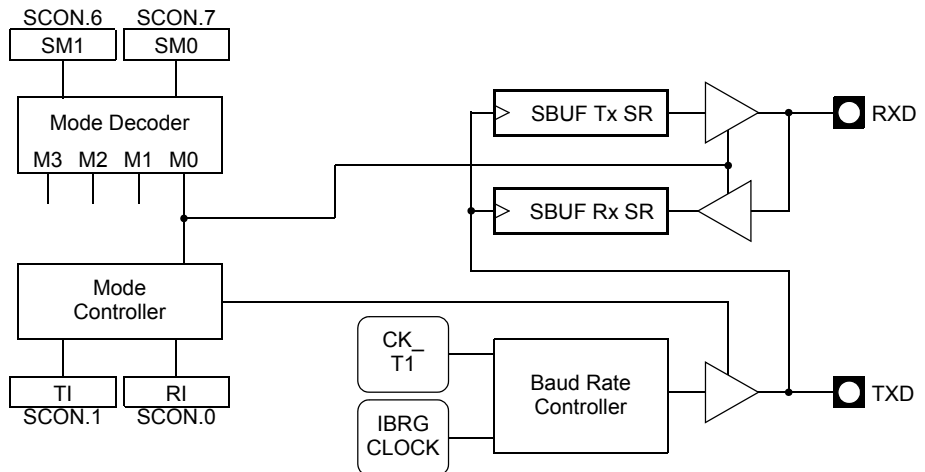 SCON.6 SCON.7
SM1 SM0
Mode Decoder
M3 M2 M1 M0
SBUF Tx SR
RXD
SBUF Rx SR
Mode
Controller
TI RI
SCON.1 SCON.0
CK_
T1
IBRG
CLOCK
Baud Rate
Controller
TXD